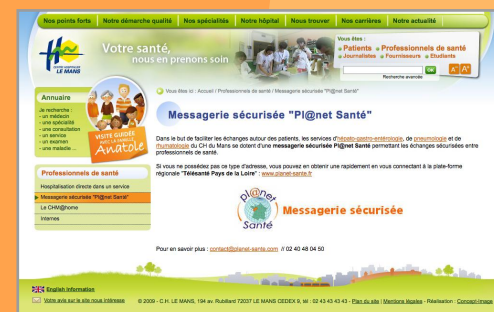 Nos points forts Notre démarche qualité Nos spécialités Notre hôpital Nous trouver Nos carrières Notre actualité
Votre santé,
nous en prenons soin
Vous êtes :
Patients Professionnels de santé
Journalistes Fournisseurs Etudiants
OK A- A+
Recherche avancée
CENTRE HOSPITALIER
LE MANS
Annuaire
Je recherche :
- un médecin
- une spécialité
- une consultation
- un service
- un examen
- une maladie ...
VISITE GUIDÉE
AVEC LA FAMILLE
Anatole
Vous êtes ici : Accueil / Professionnels de santé / Messagerie sécurisée "Pl@net Santé"
Messagerie sécurisée "Pl@net Santé"
Dans le but de faciliter les échanges autour des patients, les services d'hépato-gastro-entérologie, de pneumologie et de
rhumatologie du CH du Mans se dotent d'une messagerie sécurisée Pl@net Santé permettant les échanges sécurisées entre
professionnels de santé.
Si vous ne possédez pas ce type d'adresse, vous pouvez en obtenir une rapidement en vous connectant à la plate-forme
régionale "Télésanté Pays de la Loire" : www.planet-sante.fr
Professionnels de santé
Hospitalisation directe dans un service
Messagerie sécurisée "Pl@net Santé"
Le CHM@home
Internes
pl@net
Santé
Messagerie sécurisée
Pour en savoir plus : contact@planet-sante.com // 02 40 48 04 50
English Information
Votre avis sur le site nous intéresse
© 2009 - C.H. LE MANS, 194 av. Rubillard 72037 LE MANS CEDEX 9, tél : 02 43 43 43 43 - Plan du site | Mentions légales - Réalisation : Concept-Image